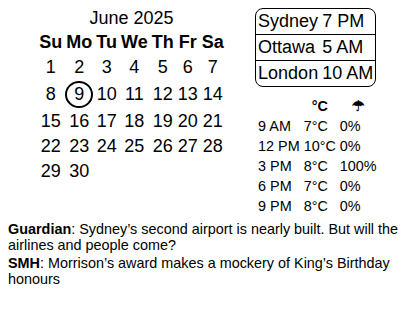 June 2025
Su Mo Tu We Th Fr Sa
1 2 3 4 5 6 7
8 9 10 11 12 13 14
15 16 17 18 19 20 21
22 23 24 25 26 27 28
29 30
Sydney 7 PM
Ottawa 5 AM
London 10 AM
°C ☂
9 AM 7°C 0%
12 PM 10°C 0%
3 PM 8°C 100%
6 PM 7°C 0%
9 PM 8°C 0%
Guardian: Sydney’s second airport is nearly built. But will the
airlines and people come?
SMH: Morrison’s award makes a mockery of King’s Birthday
honours